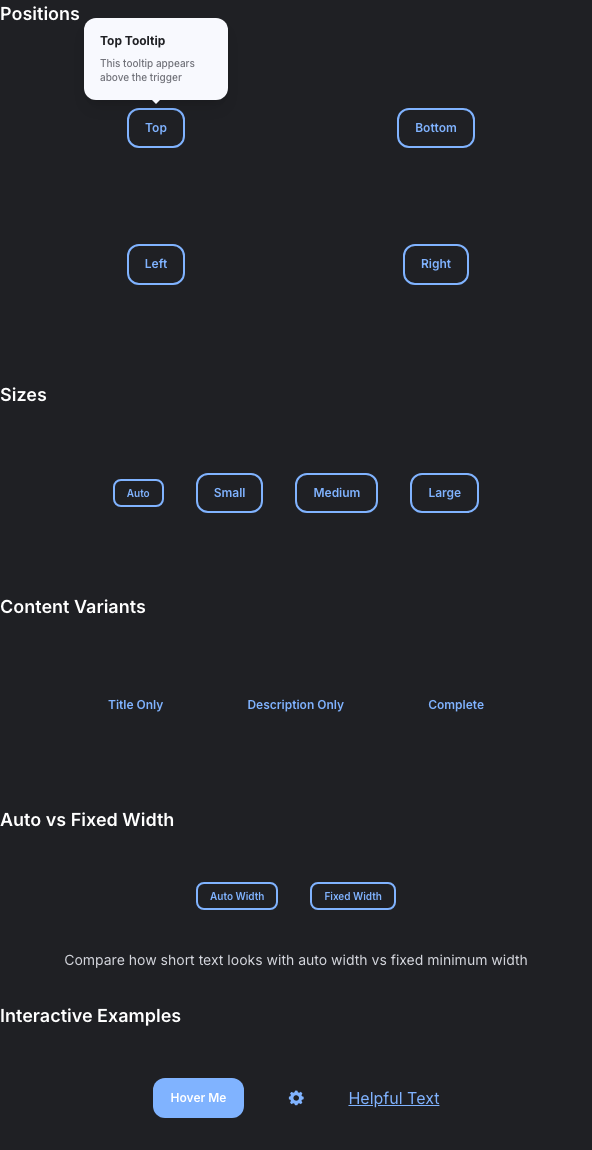 Positions
Top Tooltip
This tooltip appears
above the trigger
Top
Bottom
Left
Right
Sizes
Auto
Small
Medium
Large
Content Variants
Title Only
Description Only
Complete
Auto vs Fixed Width
Auto Width
Fixed Width
Compare how short text looks with auto width vs fixed minimum width
Interactive Examples
Hover Me
Helpful Text